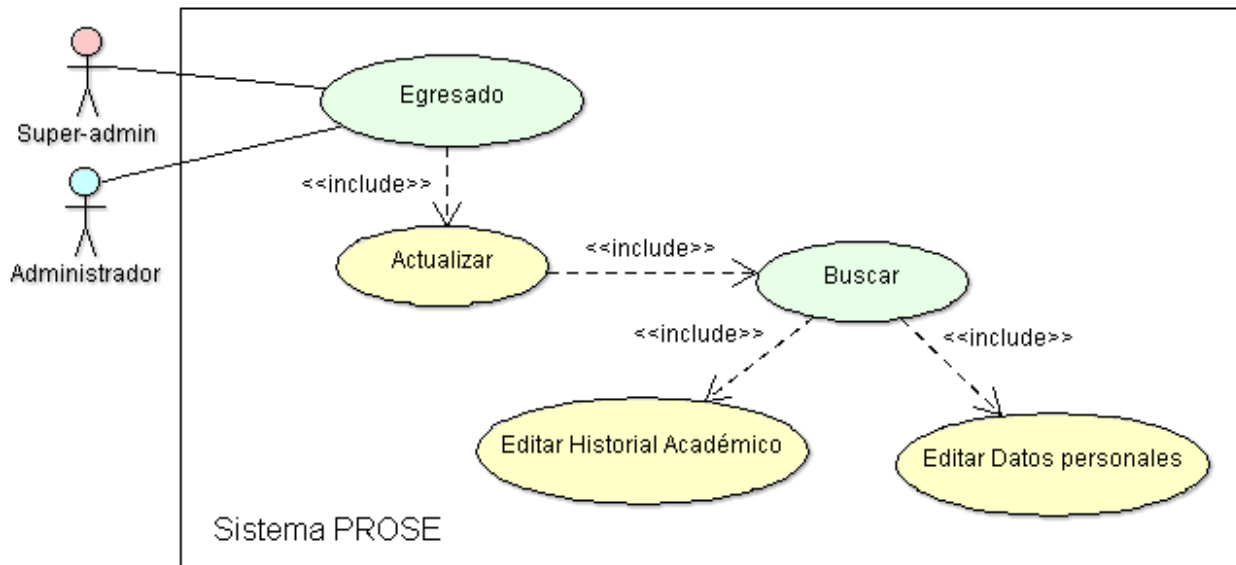 Super-admin
Egresado
<<include>>
Administrador
Actualizar
<<include>>
Buscar
<<include>>
<<include>>
Editar Historial Académico
Editar Datos personales
Sistema PROSE